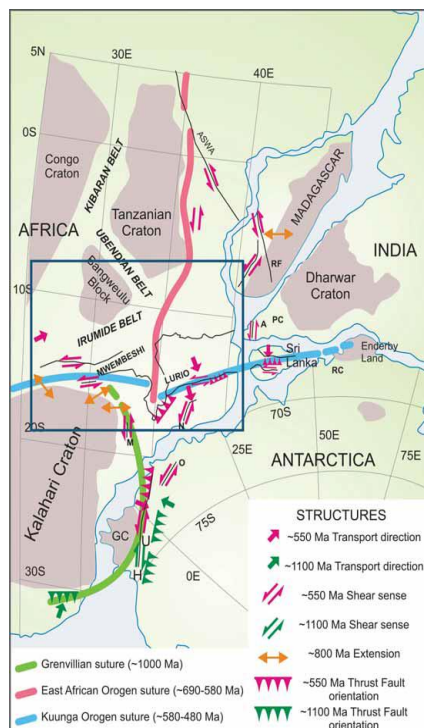 5N
30E
40E
0S
ASWA
Congo
Craton
KIBARAN BELT
MADAGASCAR
AFRICA
Tanzanian
Craton
INDIA
UBENDIAN BELT
RF
Dharwar
Craton
Bangweulu
Block
10S
IRUMIDE BELT
A
PC
MWEMBESHI
LURIO
Sri
Lanka
Enderby
Land
RC
20S
M
N
70S
50E
25E
75E
ANTARCTICA
Kalahari Craton
O
75S
GC
U
H
0E
30S
STRUCTURES
~550 Ma Transport direction
~1100 Ma Transport direction
~550 Ma Shear sense
~1100 Ma Shear sense
~800 Ma Extension
~550 Ma Thrust Fault
orientation
~1100 Ma Thrust Fault
orientation
Grenvillian suture (~1000 Ma)
East African Orogen suture (~690-580 Ma)
Kuunga Orogen suture (~580-480 Ma)